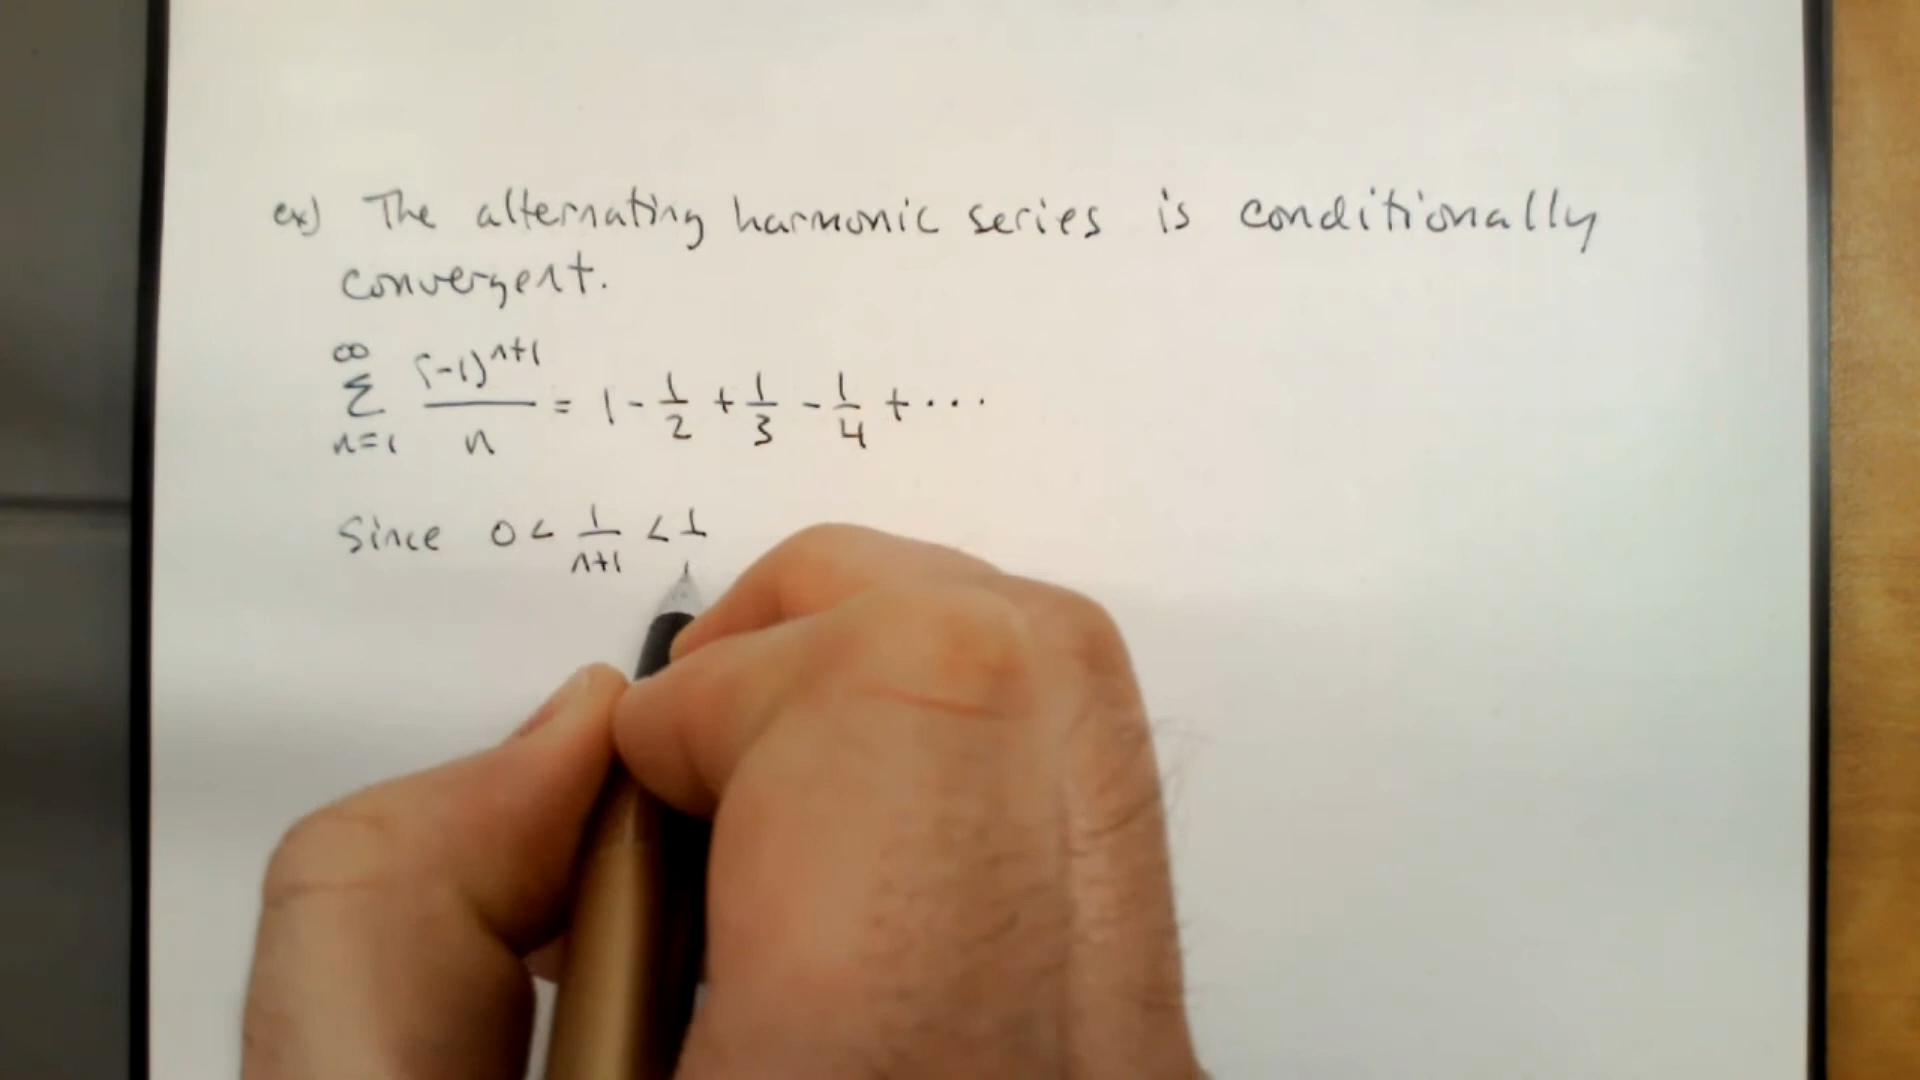 ex) The alternating harmonic series is conditionally
convergent.
∞ Σ n=1 (-1)^(n+1) / n = 1 - 1/2 + 1/3 - 1/4 + ···
Since 0 < 1/(n+1) < 1